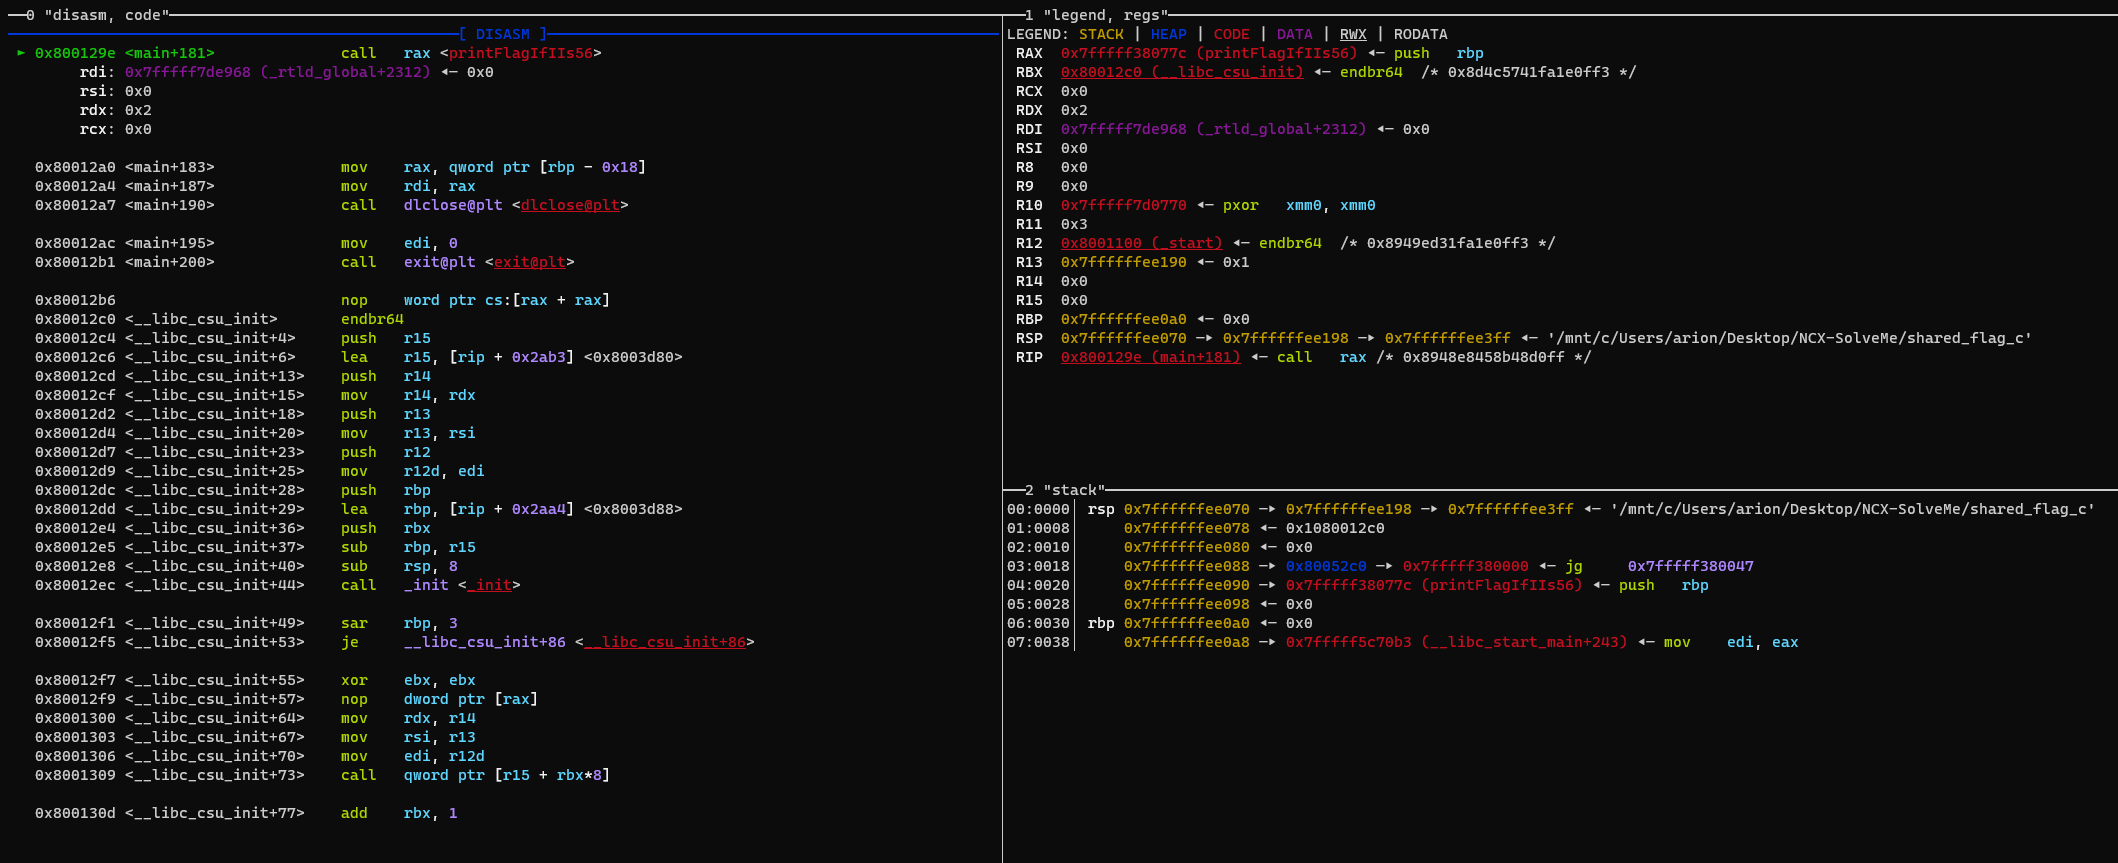 0 "disasm, code"
[ DISASM ]
► 0x800129e <main+181> call rax <printFlagIfIIs56>
rdi: 0x7fffff7de968 (_rtld_global+2312) ◂— 0x0
rsi: 0x0
rdx: 0x2
rcx: 0x0
0x80012a0 <main+183> mov rax, qword ptr [rbp - 0x18]
0x80012a4 <main+187> mov rdi, rax
0x80012a7 <main+190> call dlclose@plt <dlclose@plt>
0x80012ac <main+195> mov edi, 0
0x80012b1 <main+200> call exit@plt <exit@plt>
0x80012b6 nop word ptr cs:[rax + rax]
0x80012c0 <__libc_csu_init> endbr64
0x80012c4 <__libc_csu_init+4> push r15
0x80012c6 <__libc_csu_init+6> lea r15, [rip + 0x2ab3] <0x8003d80>
0x80012cd <__libc_csu_init+13> push r14
0x80012cf <__libc_csu_init+15> mov r14, rdx
0x80012d2 <__libc_csu_init+18> push r13
0x80012d4 <__libc_csu_init+20> mov r13, rsi
0x80012d7 <__libc_csu_init+23> push r12
0x80012d9 <__libc_csu_init+25> mov r12d, edi
0x80012dc <__libc_csu_init+28> push rbp
0x80012dd <__libc_csu_init+29> lea rbp, [rip + 0x2aa4] <0x8003d88>
0x80012e4 <__libc_csu_init+36> push rbx
0x80012e5 <__libc_csu_init+37> sub rbp, r15
0x80012e8 <__libc_csu_init+40> sub rsp, 8
0x80012ec <__libc_csu_init+44> call _init <_init>
0x80012f1 <__libc_csu_init+49> sar rbp, 3
0x80012f5 <__libc_csu_init+53> je __libc_csu_init+86 <__libc_csu_init+86>
0x80012f7 <__libc_csu_init+55> xor ebx, ebx
0x80012f9 <__libc_csu_init+57> nop dword ptr [rax]
0x8001300 <__libc_csu_init+64> mov rdx, r14
0x8001303 <__libc_csu_init+67> mov rsi, r13
0x8001306 <__libc_csu_init+70> mov edi, r12d
0x8001309 <__libc_csu_init+73> call qword ptr [r15 + rbx*8]
0x800130d <__libc_csu_init+77> add rbx, 1
1 "legend, regs"
LEGEND: STACK | HEAP | CODE | DATA | RWX | RODATA
RAX 0x7fffff38077c (printFlagIfIIs56) ◂— push rbp
RBX 0x80012c0 (__libc_csu_init) ◂— endbr64 /* 0x8d4c5741fa1e0ff3 */
RCX 0x0
RDX 0x2
RDI 0x7fffff7de968 (_rtld_global+2312) ◂— 0x0
RSI 0x0
R8 0x0
R9 0x0
R10 0x7fffff7d0770 ◂— pxor xmm0, xmm0
R11 0x3
R12 0x8001100 (_start) ◂— endbr64 /* 0x8949ed31fa1e0ff3 */
R13 0x7ffffffee190 ◂— 0x1
R14 0x0
R15 0x0
RBP 0x7ffffffee0a0 ◂— 0x0
RSP 0x7ffffffee070 —▸ 0x7ffffffee198 —▸ 0x7ffffffee3ff ◂— '/mnt/c/Users/arion/Desktop/NCX-SolveMe/shared_flag_c'
RIP 0x800129e (main+181) ◂— call rax /* 0x8948e8458b48d0ff */
2 "stack"
00:0000│ rsp 0x7ffffffee070 —▸ 0x7ffffffee198 —▸ 0x7ffffffee3ff ◂— '/mnt/c/Users/arion/Desktop/NCX-SolveMe/shared_flag_c'
01:0008│ 0x7ffffffee078 ◂— 0x1080012c0
02:0010│ 0x7ffffffee080 ◂— 0x0
03:0018│ 0x7ffffffee088 —▸ 0x80052c0 —▸ 0x7fffff380000 ◂— jg 0x7fffff380047
04:0020│ 0x7ffffffee090 —▸ 0x7fffff38077c (printFlagIfIIs56) ◂— push rbp
05:0028│ 0x7ffffffee098 ◂— 0x0
06:0030│ rbp 0x7ffffffee0a0 ◂— 0x0
07:0038│ 0x7ffffffee0a8 —▸ 0x7fffff5c70b3 (__libc_start_main+243) ◂— mov edi, eax